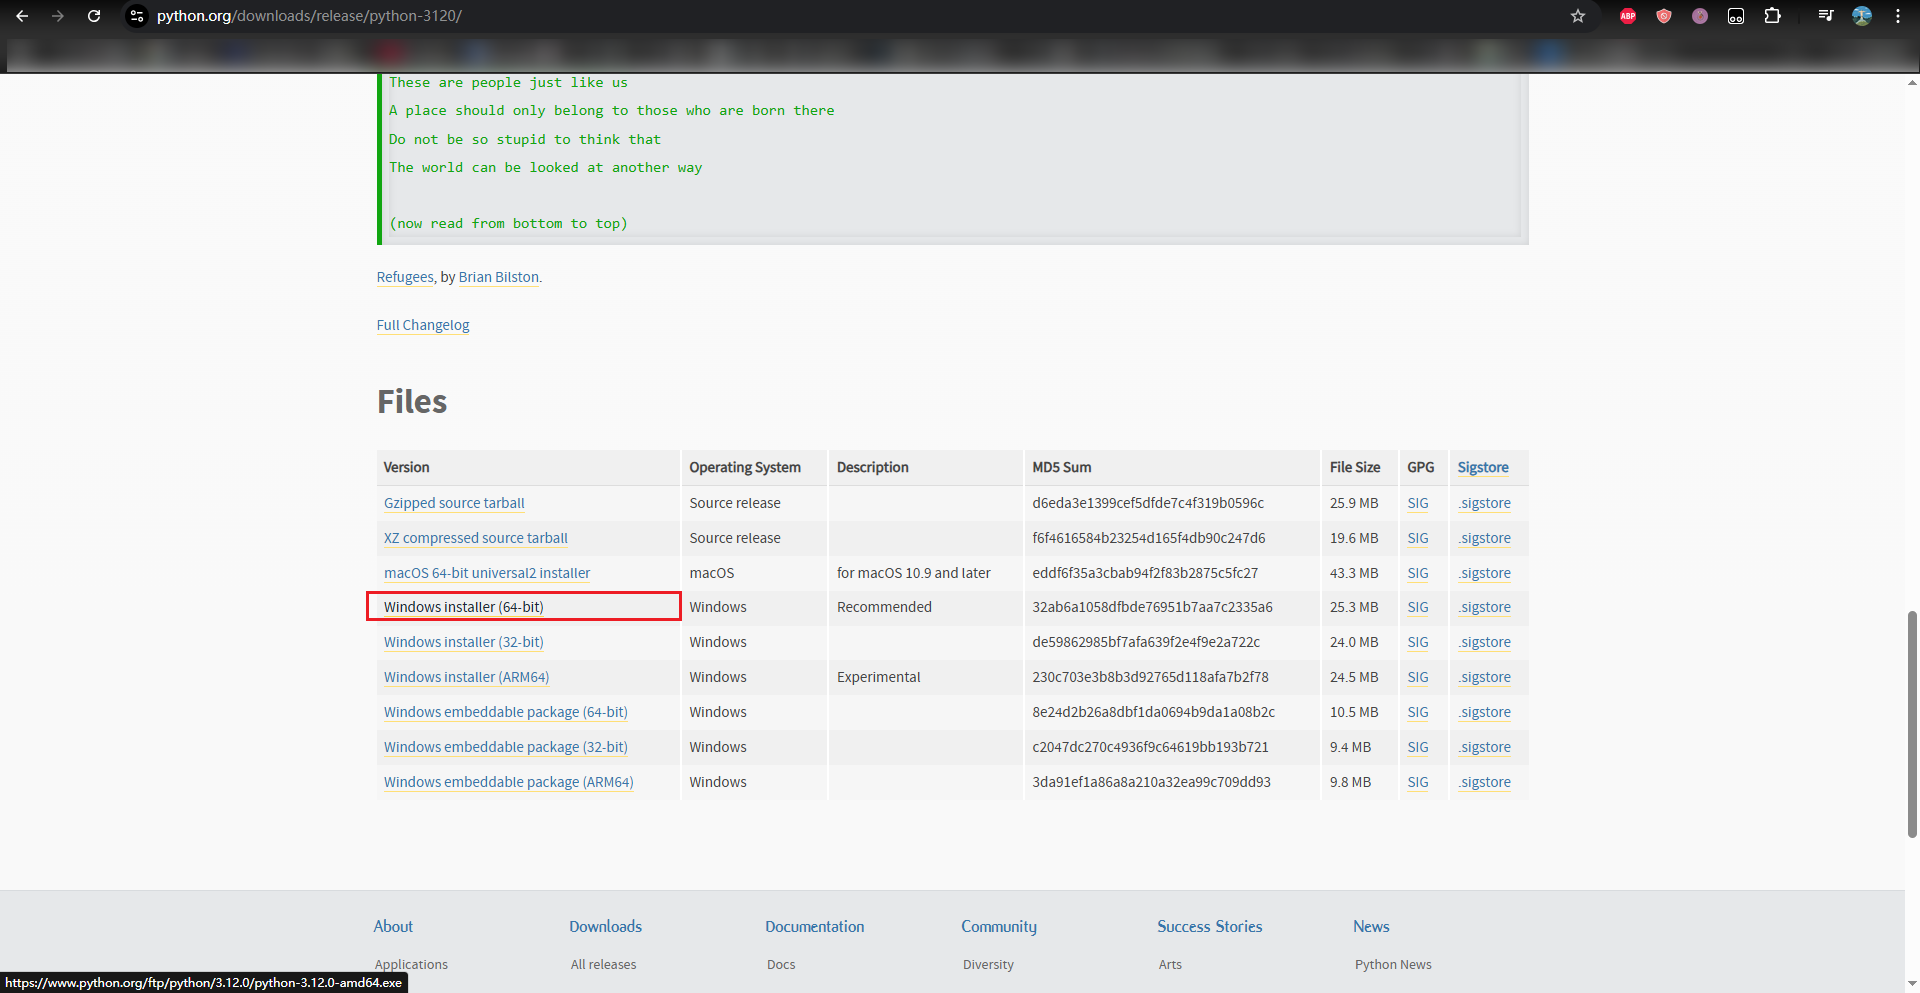 python.org/downloads/release/python-3120/
ABP
These are people just like us
A place should only belong to those who are born there
Do not be so stupid to think that
The world can be looked at another way
(now read from bottom to top)
Refugees, by Brian Bilston.
Full Changelog
Files
Version Operating System Description MD5 Sum File Size GPG Sigstore
Gzipped source tarball Source release d6eda3e1399cef5dfde7c4f319b0596c 25.9 MB SIG .sigstore
XZ compressed source tarball Source release f6f4616584b23254d165f4db90c247d6 19.6 MB SIG .sigstore
macOS 64-bit universal2 installer macOS for macOS 10.9 and later eddf6f35a3cbab94f2f83b2875c5fc27 43.3 MB SIG .sigstore
Windows installer (64-bit) Windows Recommended 32ab6a1058dfbde76951b7aa7c2335a6 25.3 MB SIG .sigstore
Windows installer (32-bit) Windows de59862985bf7afa639f2e4f9e2a722c 24.0 MB SIG .sigstore
Windows installer (ARM64) Windows Experimental 230c703e3b8b3d92765d118afa7b2f78 24.5 MB SIG .sigstore
Windows embeddable package (64-bit) Windows 8e24d2b26a8dbf1da0694b9da1a08b2c 10.5 MB SIG .sigstore
Windows embeddable package (32-bit) Windows c2047dc270c4936f9c64619bb193b721 9.4 MB SIG .sigstore
Windows embeddable package (ARM64) Windows 3da91ef1a86a8a210a32ea99c709dd93 9.8 MB SIG .sigstore
About Downloads Documentation Community Success Stories News
Applications All releases Docs Diversity Arts Python News
https://www.python.org/ftp/python/3.12.0/python-3.12.0-amd64.exe